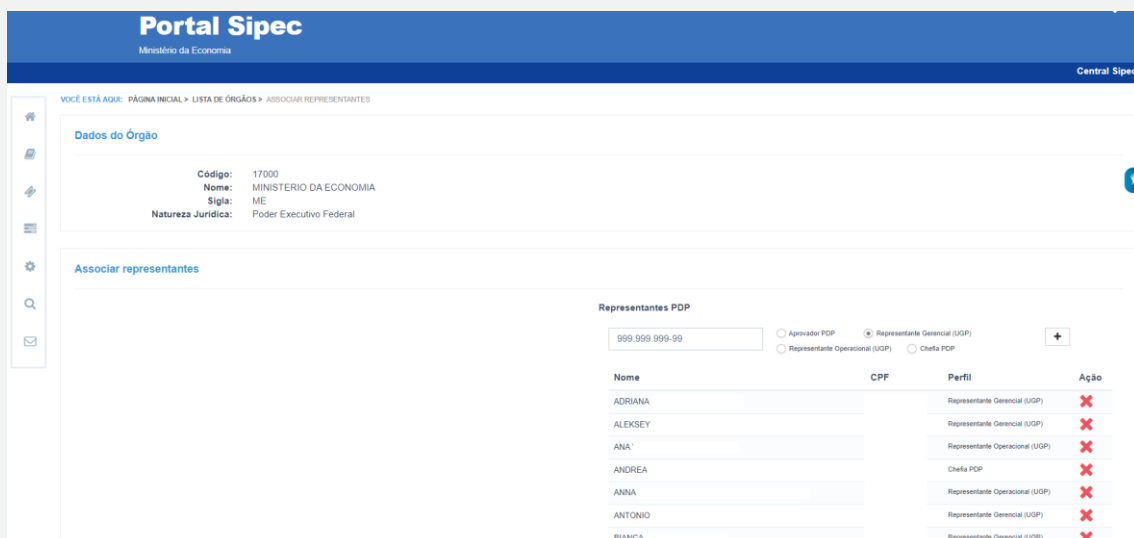 Portal Sipec
Ministério da Economia
Central Sipec
VOCÊ ESTÁ AQUI: PÁGINA INICIAL > LISTA DE ÓRGÃOS > ASSOCIAR REPRESENTANTES
Dados do Órgão
Código: 17000
Nome: MINISTERIO DA ECONOMIA
Sigla: ME
Natureza Jurídica: Poder Executivo Federal
Associar representantes
Representantes PDP
999.999.999-99 Aprovador PDP Representante Gerencial (UGP) +
Representante Operacional (UGP) Chefia PDP
Nome CPF Perfil Ação
ADRIANA Representante Gerencial (UGP)
ALEKSEY Representante Gerencial (UGP)
ANA Representante Operacional (UGP)
ANDREA Chefia PDP
ANNA Representante Operacional (UGP)
ANTONIO Representante Gerencial (UGP)
BIANCA Representante Gerencial (UGP)